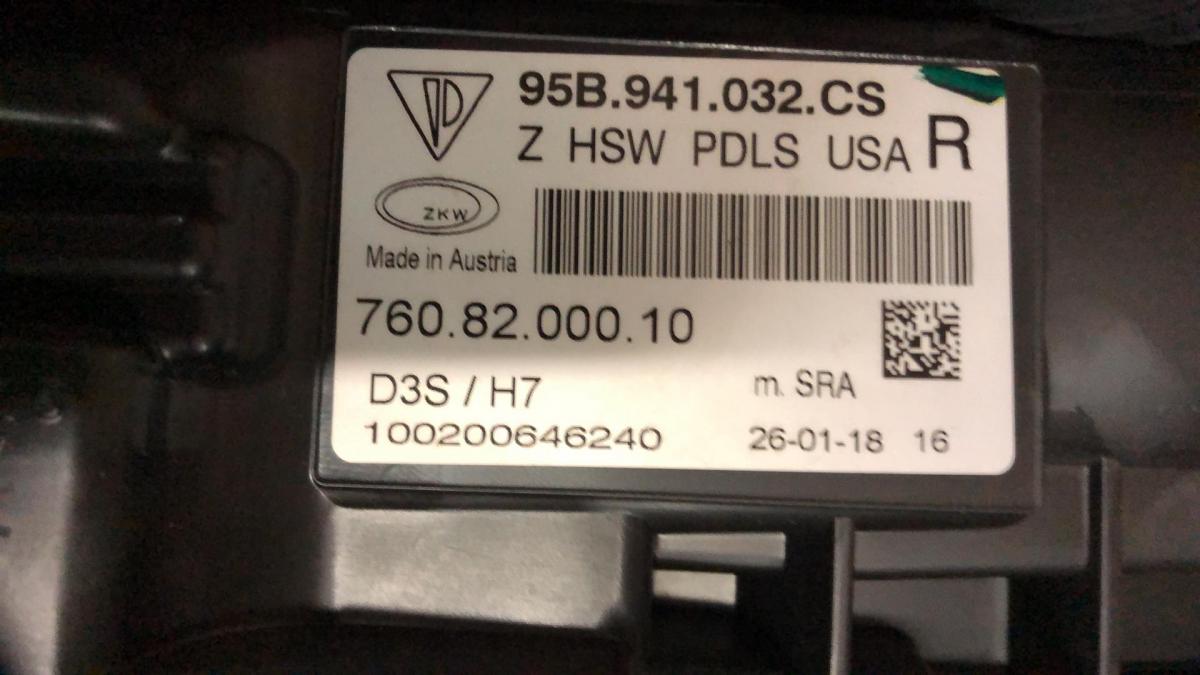 95B.941.032.CS
Z HSW PDLS USA R
ZKW
Made in Austria
760.82.000.10
D3S / H7 m. SRA
100200646240 26-01-18 16